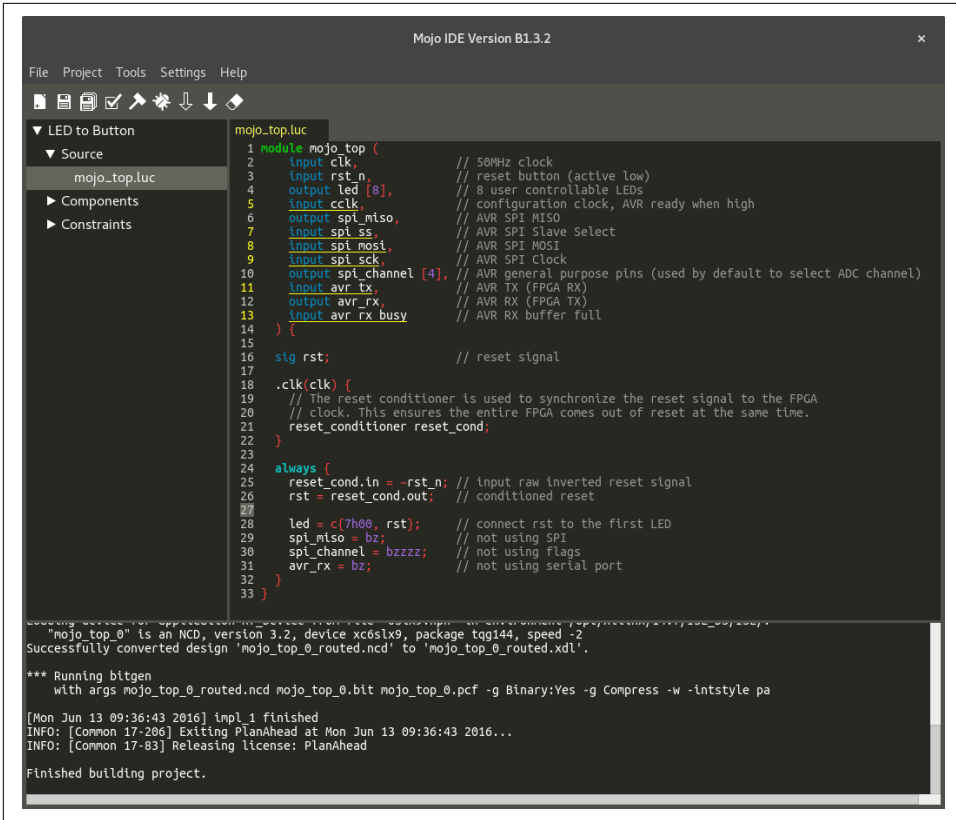 Mojo IDE Version B1.3.2 ×
File Project Tools Settings Help
▼ LED to Button
▼ Source
mojo_top.luc
▶ Components
▶ Constraints
mojo_top.luc
1 module mojo_top (
2 input clk, // 50MHz clock
3 input rst_n, // reset button (active low)
4 output led [8], // 8 user controllable LEDs
5 input cclk, // configuration clock, AVR ready when high
6 output spi_miso, // AVR SPI MISO
7 input spi_ss, // AVR SPI Slave Select
8 input spi_mosi, // AVR SPI MOSI
9 input spi_sck, // AVR SPI Clock
10 output spi_channel [4], // AVR general purpose pins (used by default to select ADC channel)
11 input avr_tx, // AVR TX (FPGA RX)
12 output avr_rx, // AVR RX (FPGA TX)
13 input avr_rx_busy // AVR RX buffer full
14 ) {
15
16 sig rst; // reset signal
17
18 .clk(clk) {
19 // The reset conditioner is used to synchronize the reset signal to the FPGA
20 // clock. This ensures the entire FPGA comes out of reset at the same time.
21 reset_conditioner reset_cond;
22 }
23
24 always {
25 reset_cond.in = ~rst_n; // input raw inverted reset signal
26 rst = reset_cond.out; // conditioned reset
27
28 led = c{7h00, rst}; // connect rst to the first LED
29 spi_miso = bz; // not using SPI
30 spi_channel = bzzzz; // not using flags
31 avr_rx = bz; // not using serial port
32 }
33 }
"mojo_top_0" is an NCD, version 3.2, device xc6slx9, package tqg144, speed -2
Successfully converted design 'mojo_top_0_routed.ncd' to 'mojo_top_0_routed.xdl'.
*** Running bitgen
with args mojo_top_0_routed.ncd mojo_top_0.bit mojo_top_0.pcf -g Binary:Yes -g Compress -w -intstyle pa
[Mon Jun 13 09:36:43 2016] impl_1 finished
INFO: [Common 17-206] Exiting PlanAhead at Mon Jun 13 09:36:43 2016...
INFO: [Common 17-83] Releasing license: PlanAhead
Finished building project.